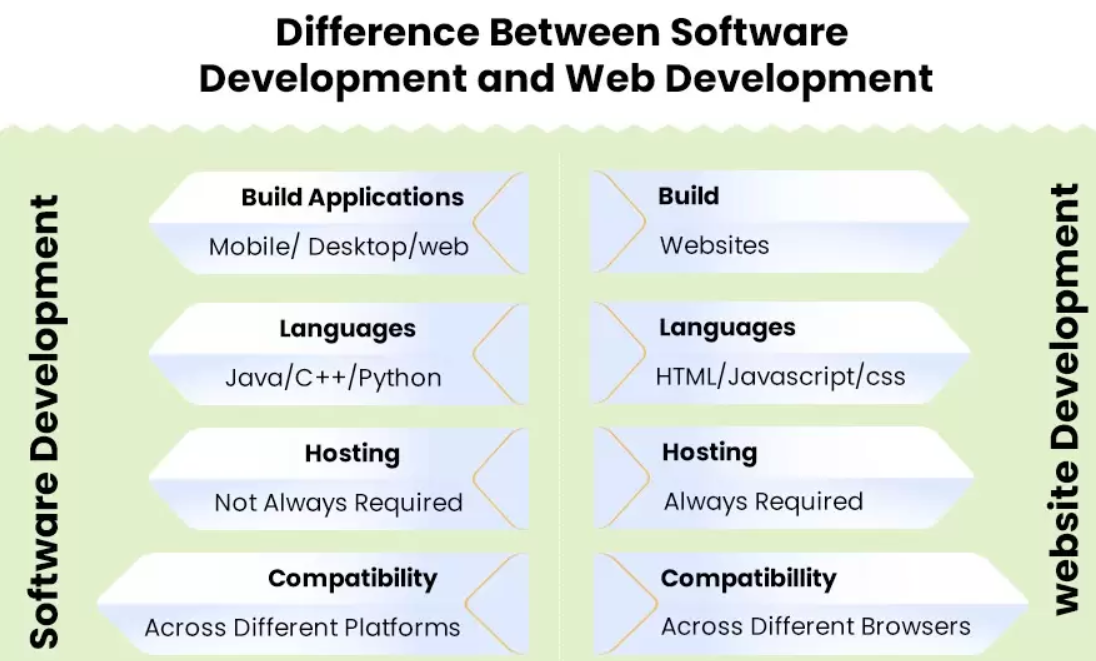 Difference Between Software
Development and Web Development
Software Development
Build Applications
Mobile/ Desktop/web
Languages
Java/C++/Python
Hosting
Not Always Required
Compatibility
Across Different Platforms
Build
Websites
Languages
HTML/Javascript/css
Hosting
Always Required
Compatibillity
Across Different Browsers
website Development